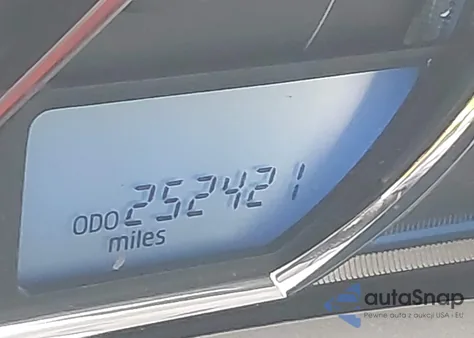 ODO 252421
miles
autoSnap
Pewne auta z aukcji USA i EU